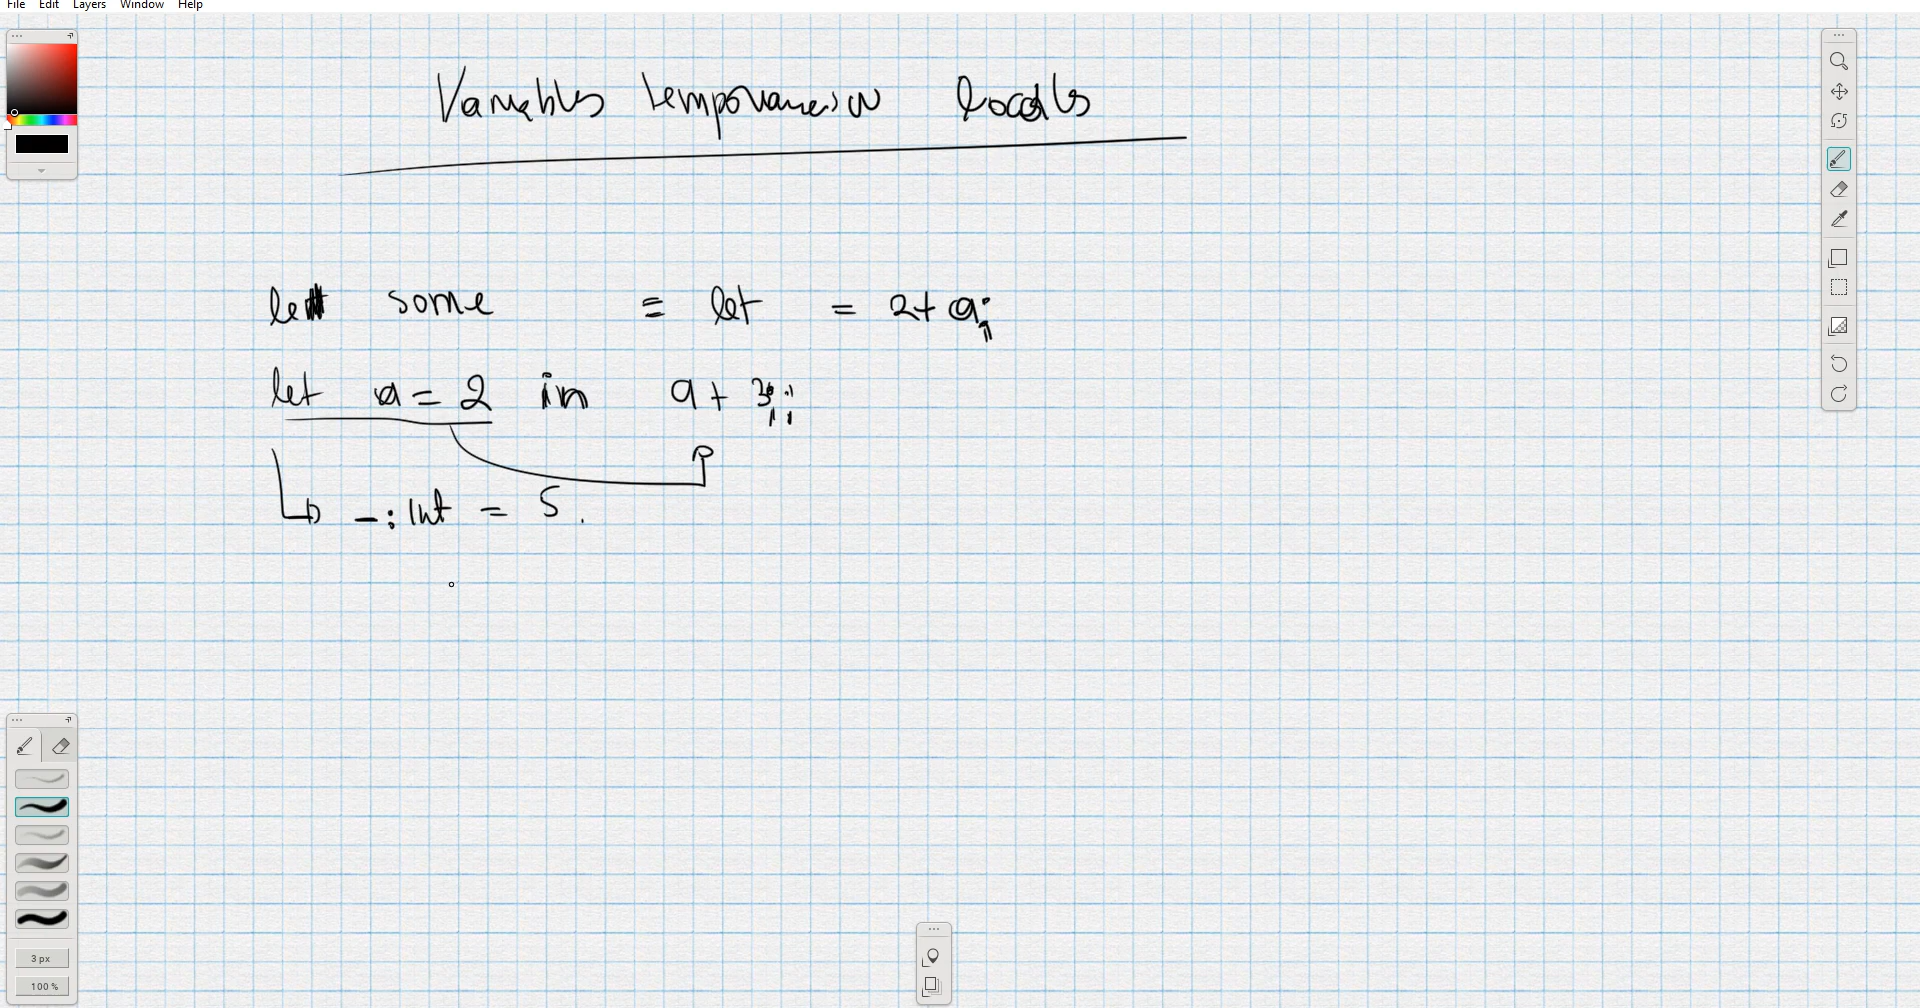 File Edit Layers Window Help
Variables temporaires locals
let some = let = 2+ a;
let a = 2 in a + 3;;
-: Int = 5.
3 px
100 %